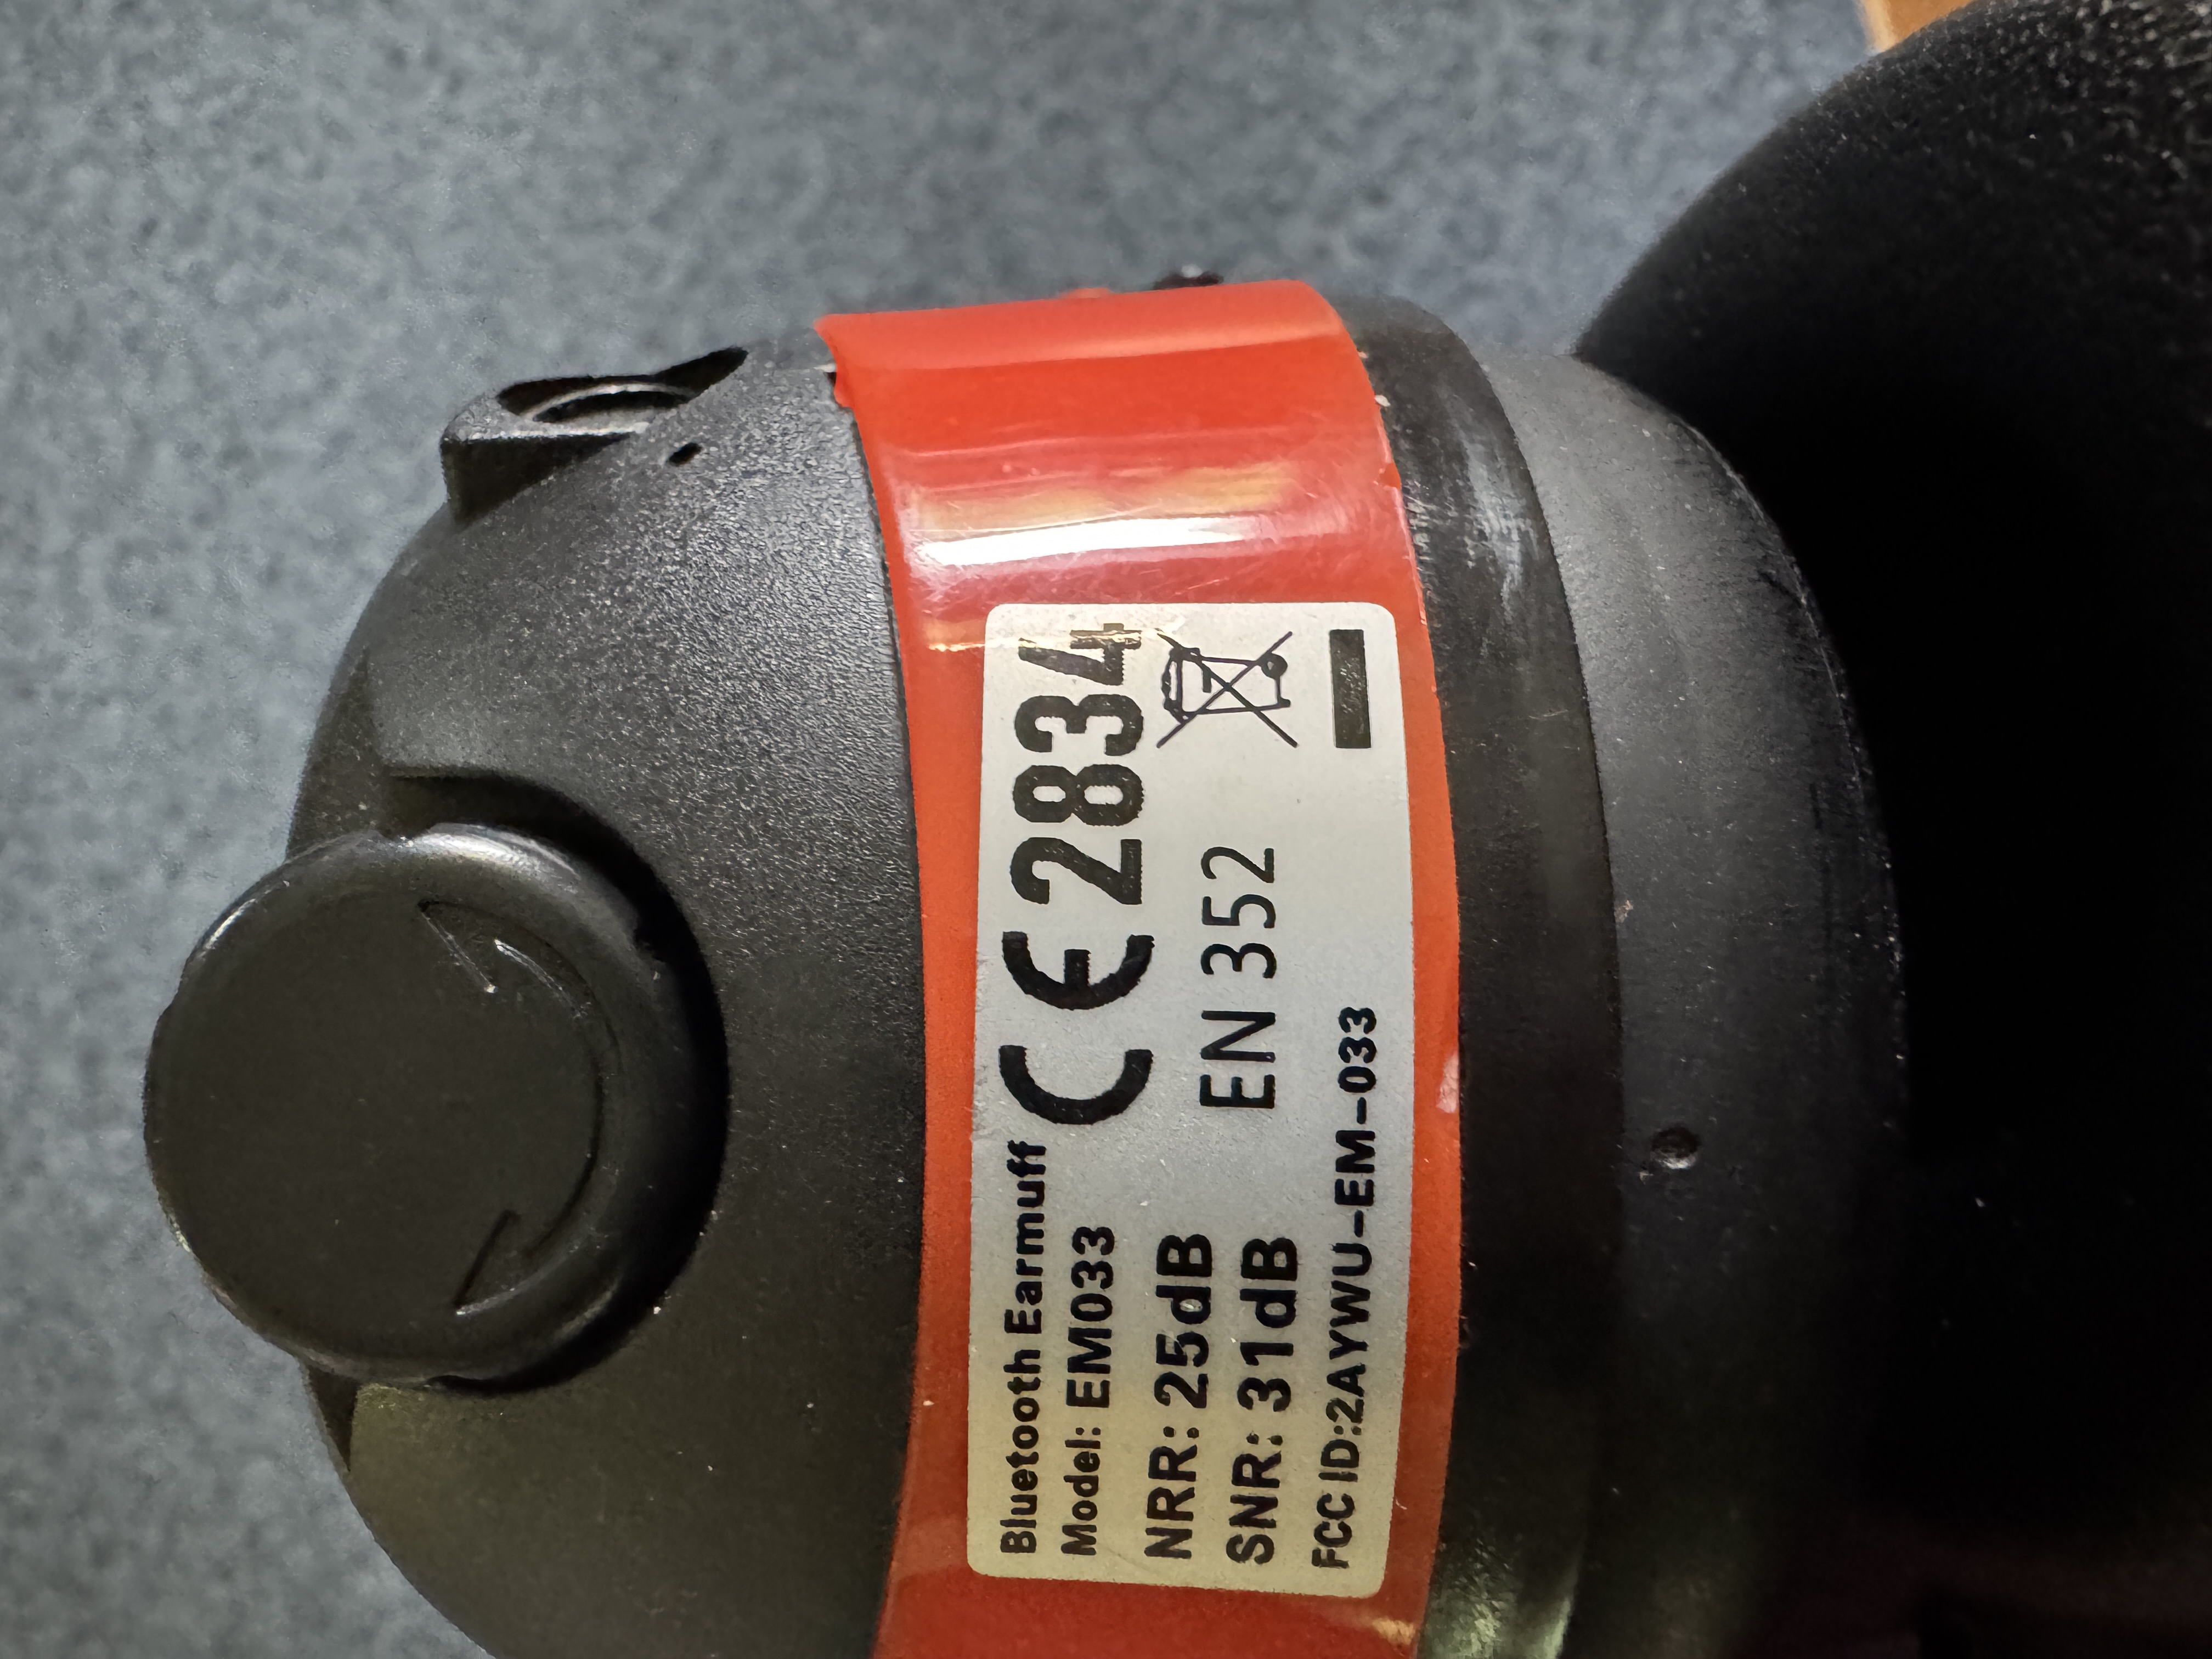 Bluetooth Earmuff
Model: EM033
NRR: 25dB
SNR: 31dB
FCC ID:2AYWU-EM-033
CE 2834
EN 352